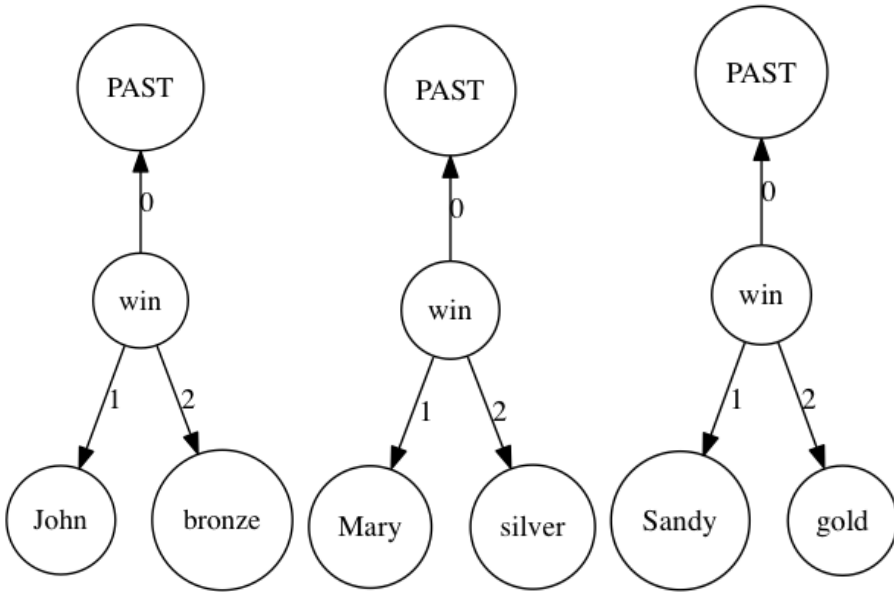 PAST PAST PAST
0 0 0
win win win
1 2 1 2 1 2
John bronze Mary silver Sandy gold